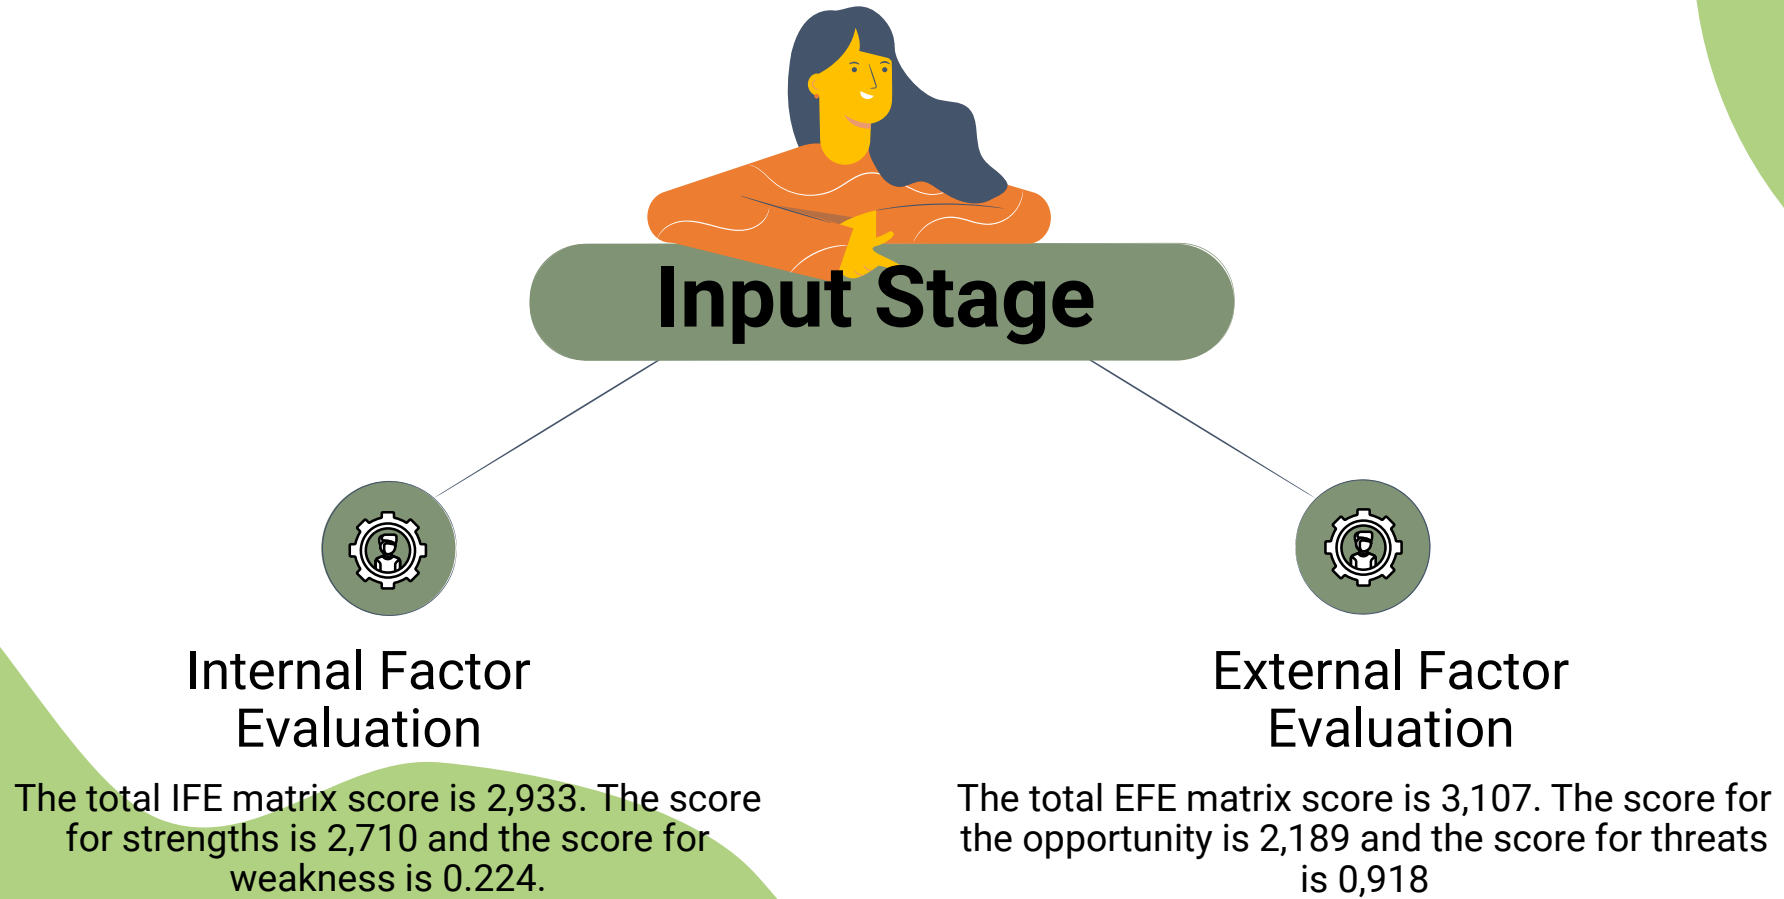 Input Stage
Internal Factor
Evaluation
The total IFE matrix score is 2,933. The score
for strengths is 2,710 and the score for
weakness is 0.224.
External Factor
Evaluation
The total EFE matrix score is 3,107. The score for
the opportunity is 2,189 and the score for threats
is 0,918